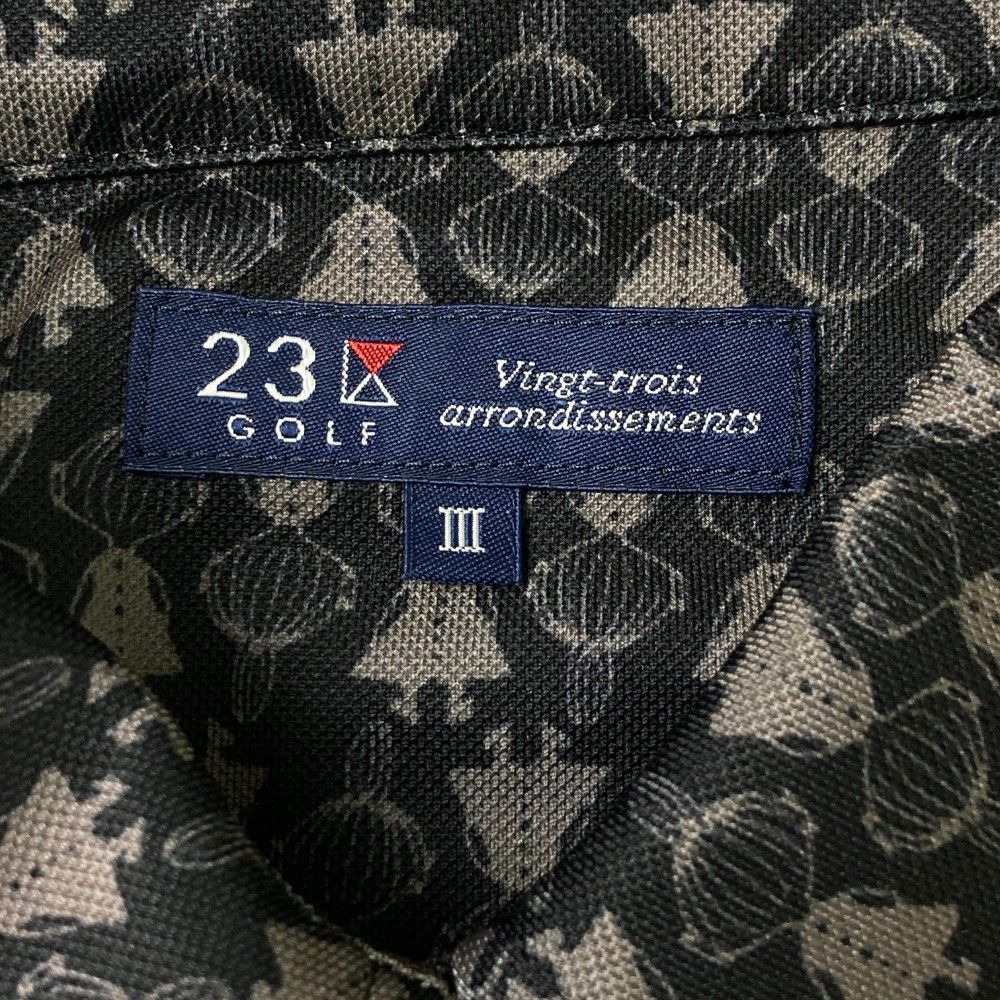 23
GOLF
Vingt-trois
arrondissements
III